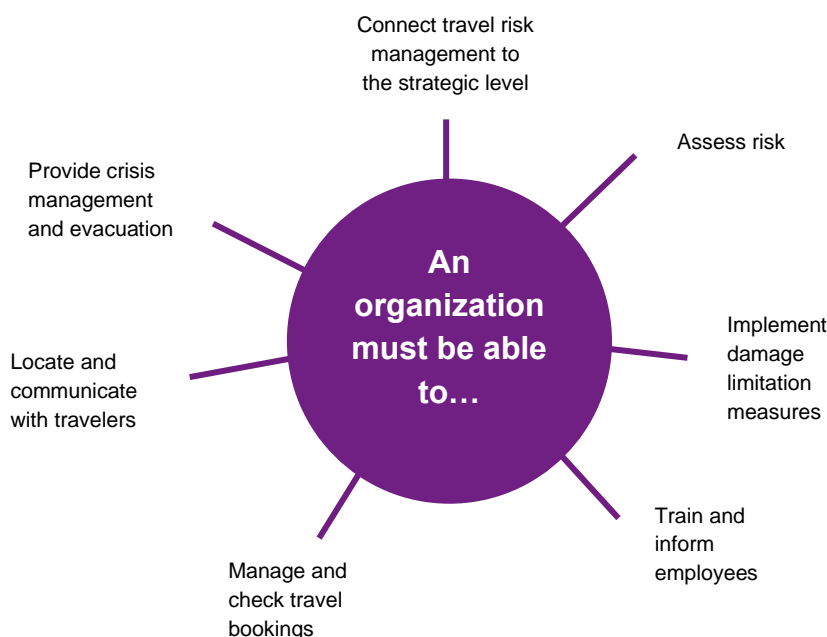 Connect travel risk
management to
the strategic level
Assess risk
Implement
damage
limitation
measures
Train and
inform
employees
Manage and
check travel
bookings
Locate and
communicate
with travelers
Provide crisis
management
and evacuation
An
organization
must be able
to…